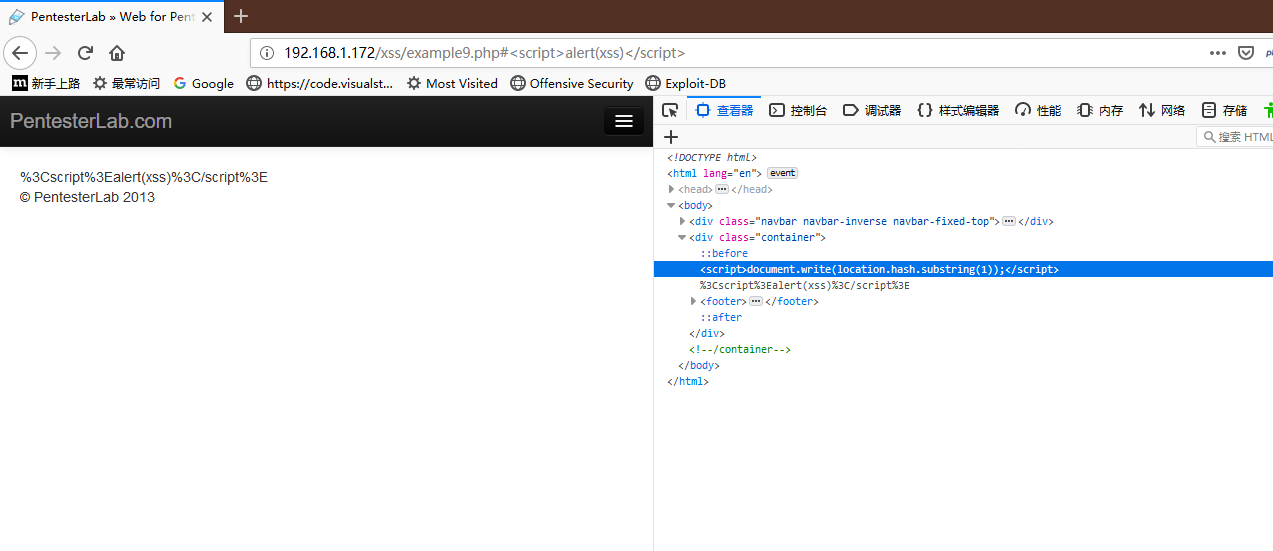 PentesterLab » Web for Pent
192.168.1.172/xss/example9.php#<script>alert(xss)</script>
新手上路 最常访问 Google https://code.visualst... Most Visited Offensive Security Exploit-DB
PentesterLab.com
%3Cscript%3Ealert(xss)%3C/script%3E
© PentesterLab 2013
查看器 控制台 调试器 {} 样式编辑器 性能 内存 网络 存储
+ 搜索 HTML
<!DOCTYPE html>
<html lang="en"> event
<head> ... </head>
<body>
<div class="navbar navbar-inverse navbar-fixed-top"> ... </div>
<div class="container">
::before
<script>document.write(location.hash.substring(1));</script>
%3Cscript%3Ealert(xss)%3C/script%3E
<footer> ... </footer>
::after
</div>
<!--/container-->
</body>
</html>